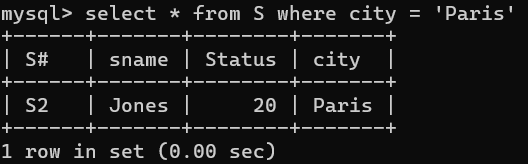 mysql> select * from S where city = 'Paris'
+------+-------+--------+-------+
| S#   | sname | Status | city  |
+------+-------+--------+-------+
| S2   | Jones |     20 | Paris |
+------+-------+--------+-------+
1 row in set (0.00 sec)